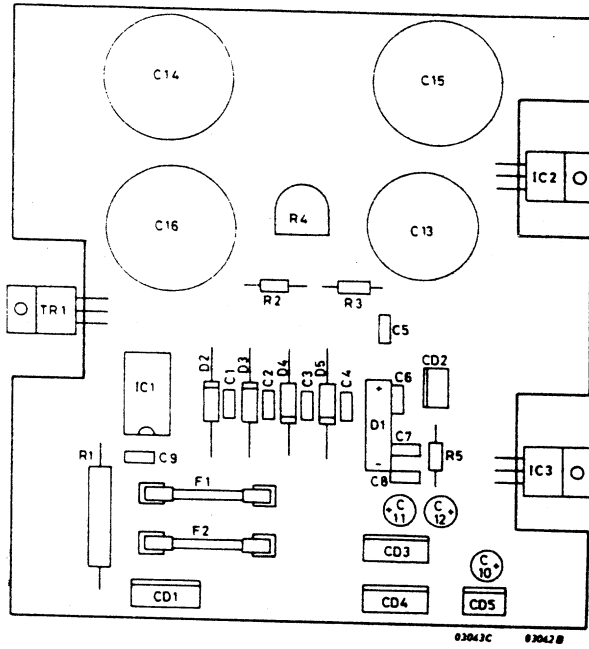 C14
C15
IC2
C16
R4
C13
R2
R3
TR1
C5
D2
C1
D3
C2
D4
C3
D5
C4
CD2
C6
IC1
+
D1
-
C7
R5
R1
C9
IC3
F1
C8
+C
11
C
12+
F2
CD3
C
10+
CD1
CD4
CD5
03043C
03042B